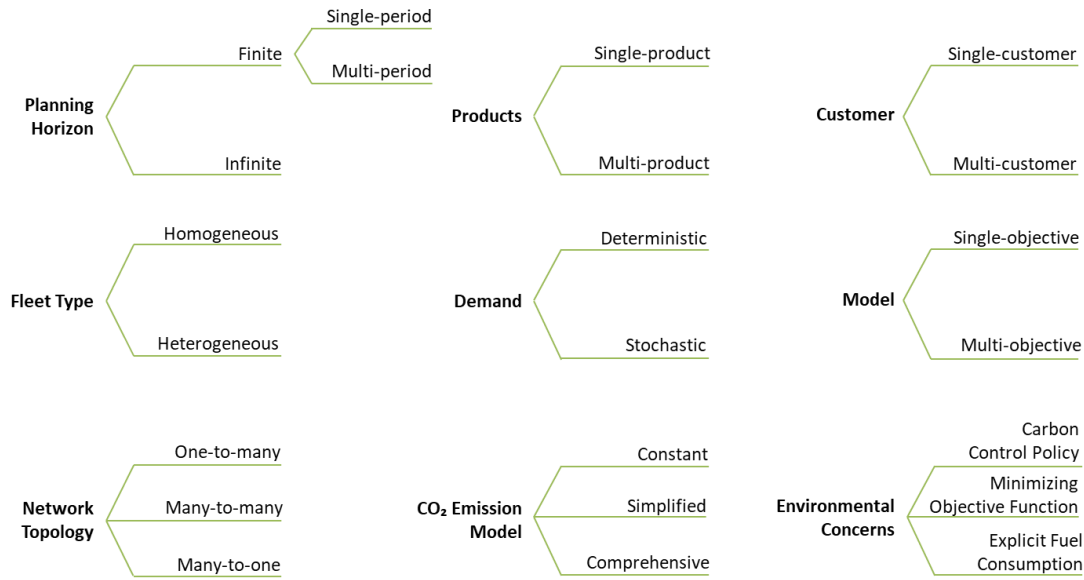 Planning
Horizon
Finite
Single-period
Multi-period
Infinite
Products
Single-product
Multi-product
Customer
Single-customer
Multi-customer
Fleet Type
Homogeneous
Heterogeneous
Demand
Deterministic
Stochastic
Model
Single-objective
Multi-objective
Network
Topology
One-to-many
Many-to-many
Many-to-one
CO₂ Emission
Model
Constant
Simplified
Comprehensive
Environmental
Concerns
Carbon
Control Policy
Minimizing
Objective Function
Explicit Fuel
Consumption